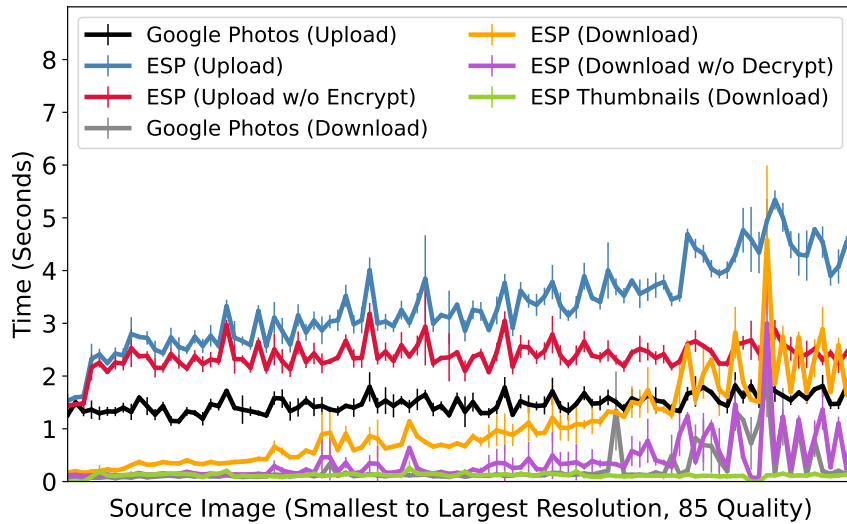 Google Photos (Upload)
ESP (Upload)
ESP (Upload w/o Encrypt)
Google Photos (Download)
ESP (Download)
ESP (Download w/o Decrypt)
ESP Thumbnails (Download)
Time (Seconds)
8
7
6
5
4
3
2
1
0
Source Image (Smallest to Largest Resolution, 85 Quality)